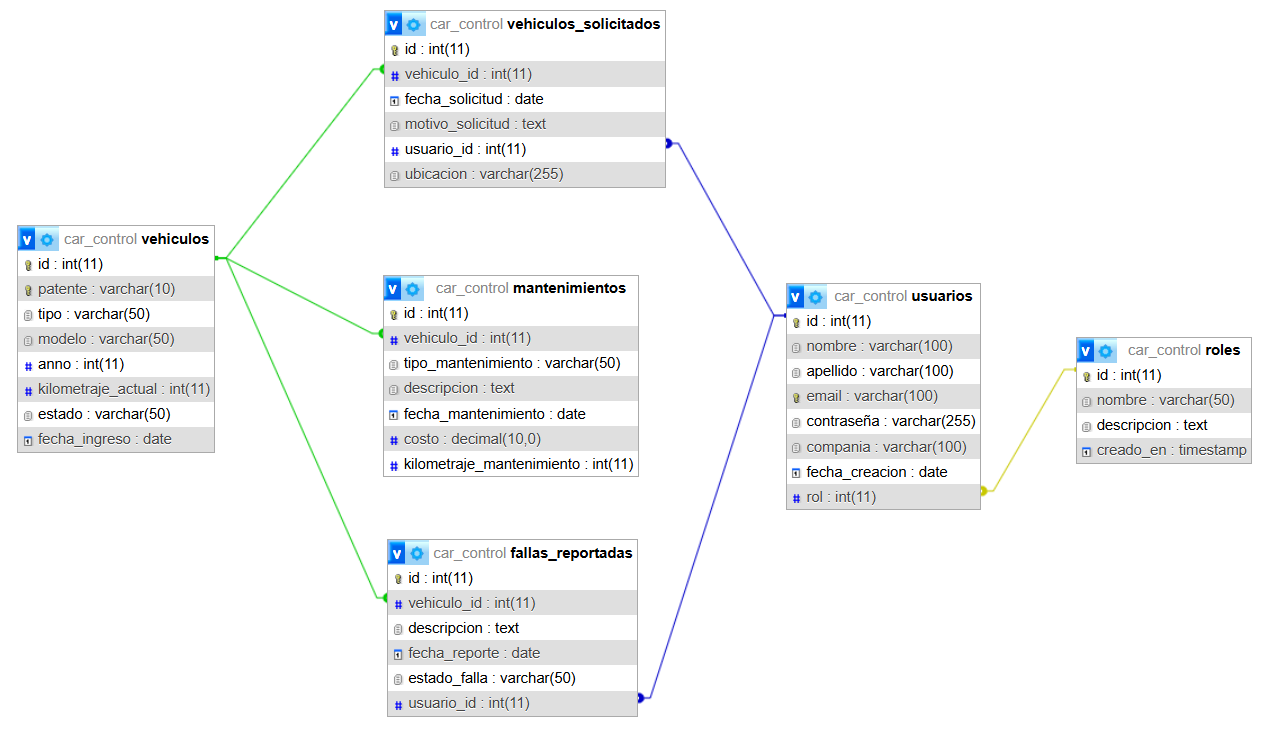 v car_control vehiculos_solicitados
id : int(11)
# vehiculo_id : int(11)
fecha_solicitud : date
motivo_solicitud : text
# usuario_id : int(11)
ubicacion : varchar(255)
v car_control vehiculos
id : int(11)
patente : varchar(10)
tipo : varchar(50)
modelo : varchar(50)
# anno : int(11)
# kilometraje_actual : int(11)
estado : varchar(50)
fecha_ingreso : date
v car_control mantenimientos
id : int(11)
# vehiculo_id : int(11)
tipo_mantenimiento : varchar(50)
descripcion : text
fecha_mantenimiento : date
# costo : decimal(10,0)
# kilometraje_mantenimiento : int(11)
v car_control fallas_reportadas
id : int(11)
# vehiculo_id : int(11)
descripcion : text
fecha_reporte : date
estado_falla : varchar(50)
# usuario_id : int(11)
v car_control usuarios
id : int(11)
nombre : varchar(100)
apellido : varchar(100)
email : varchar(100)
contraseña : varchar(255)
compania : varchar(100)
fecha_creacion : date
# rol : int(11)
v car_control roles
id : int(11)
nombre : varchar(50)
descripcion : text
creado_en : timestamp